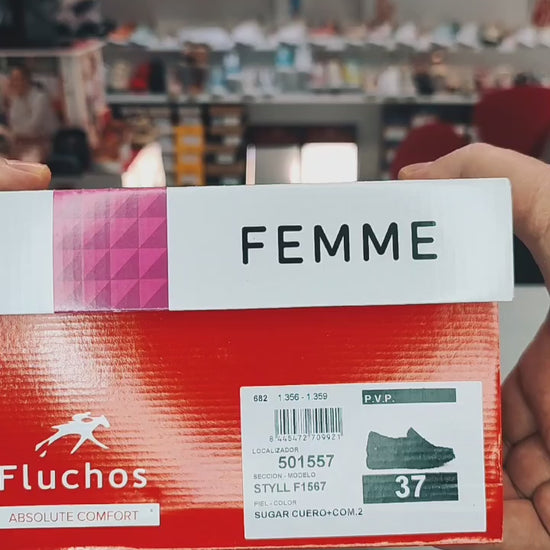 FEMME
Fluchos
ABSOLUTE COMFORT
682 1.356 - 1.359
P.V.P.
8 445472 709921
LOCALIZADOR
501557
SECCION - MODELO
STYLL F1567
37
PIEL - COLOR
SUGAR CUERO+COM.2